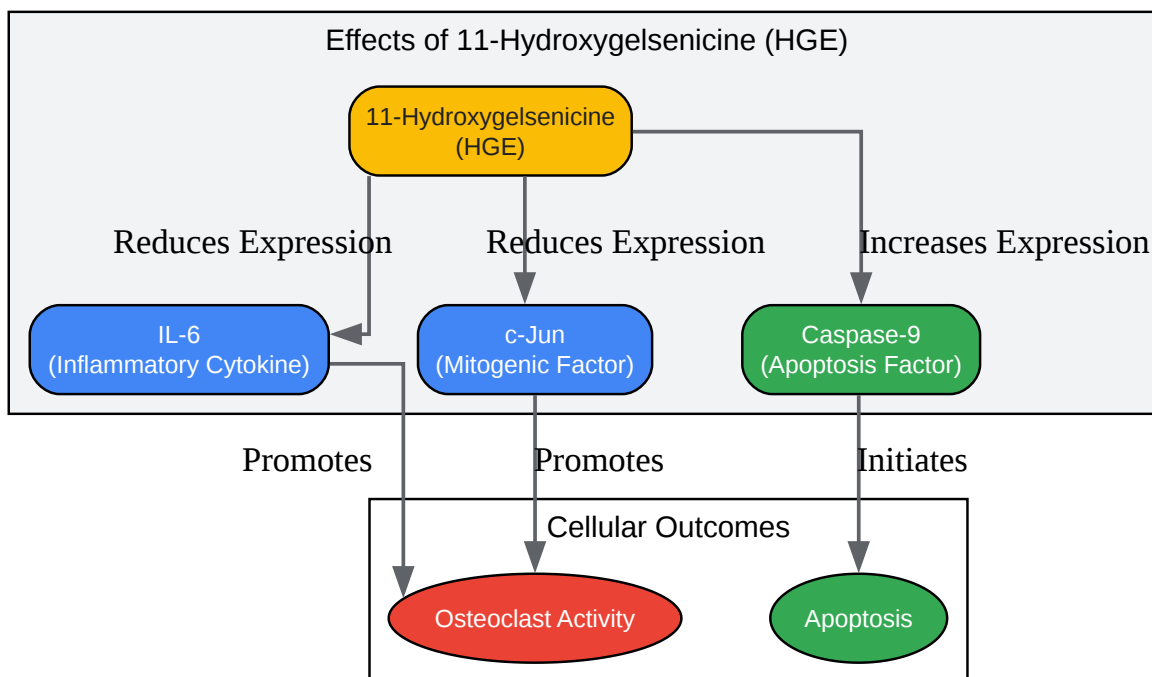 Effects of 11-Hydroxygelsenicine (HGE)
11-Hydroxygelsenicine
(HGE)
Reduces Expression
Reduces Expression
Increases Expression
IL-6
(Inflammatory Cytokine)
c-Jun
(Mitogenic Factor)
Caspase-9
(Apoptosis Factor)
Promotes
Promotes
Initiates
Cellular Outcomes
Osteoclast Activity
Apoptosis